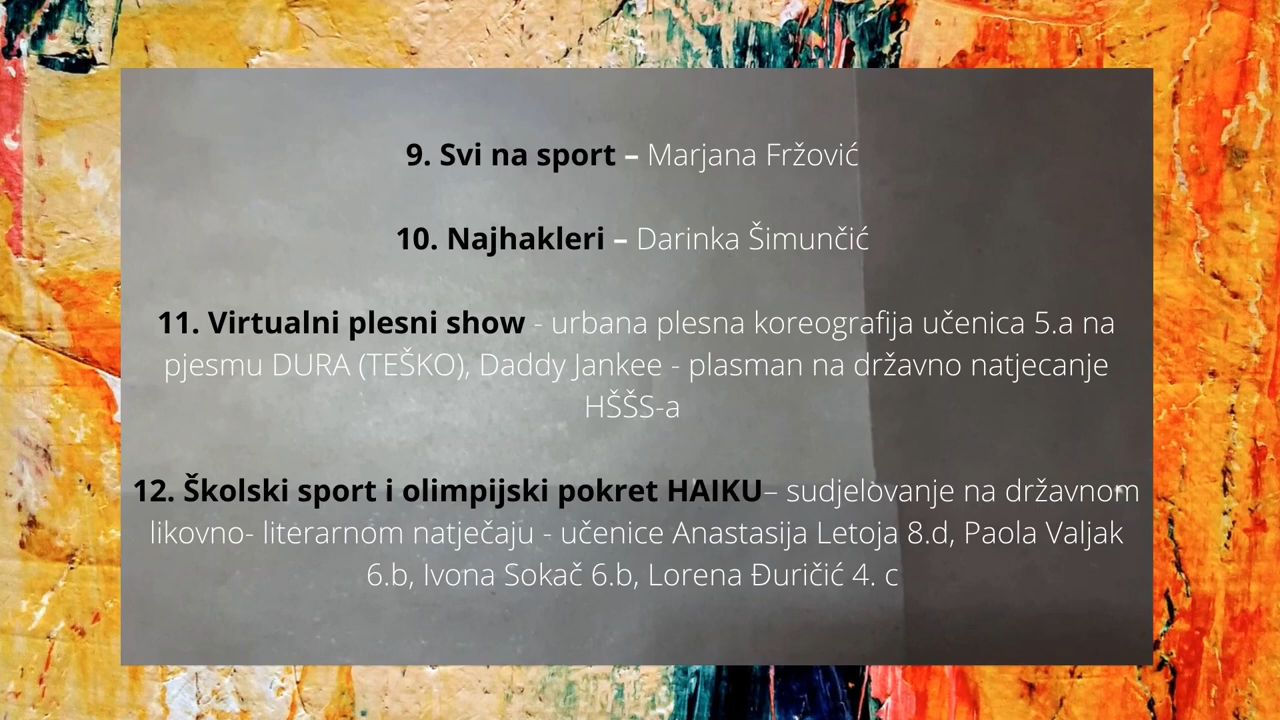 9. Svi na sport – Marjana Fržović
10. Najhakleri – Darinka Šimunčić
11. Virtualni plesni show - urbana plesna koreografija učenica 5.a na
pjesmu DURA (TEŠKO), Daddy Jankee - plasman na državno natjecanje
HŠŠS-a
12. Školski sport i olimpijski pokret HAIKU– sudjelovanje na državnom
likovno- literarnom natječaju - učenice Anastasija Letoja 8.d, Paola Valjak
6.b, Ivona Sokač 6.b, Lorena Đuričić 4. c